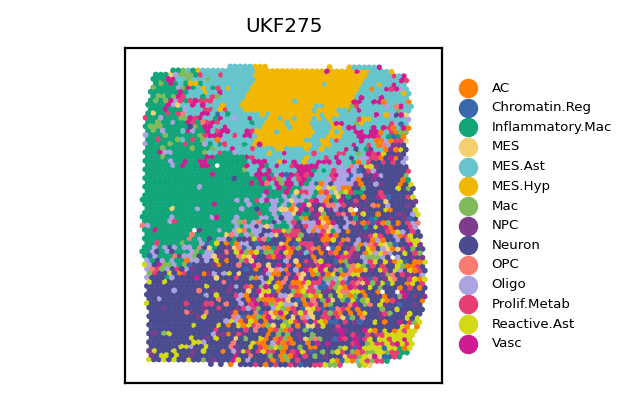 UKF275
AC
Chromatin.Reg
Inflammatory.Mac
MES
MES.Ast
MES.Hyp
Mac
NPC
Neuron
OPC
Oligo
Prolif.Metab
Reactive.Ast
Vasc